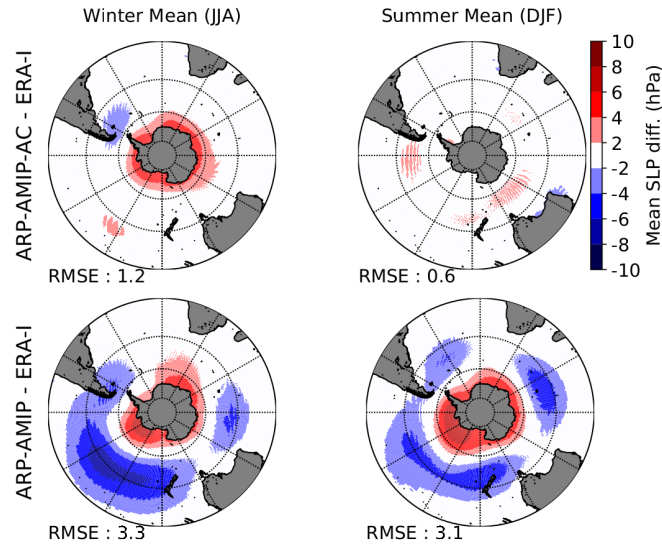 Winter Mean (JJA)
Summer Mean (DJF)
ARP-AMIP-AC - ERA-I
RMSE : 1.2
RMSE : 0.6
10
8
6
4
2
-2
-4
-6
-8
-10
Mean SLP diff. (hPa)
ARP-AMIP - ERA-I
RMSE : 3.3
RMSE : 3.1